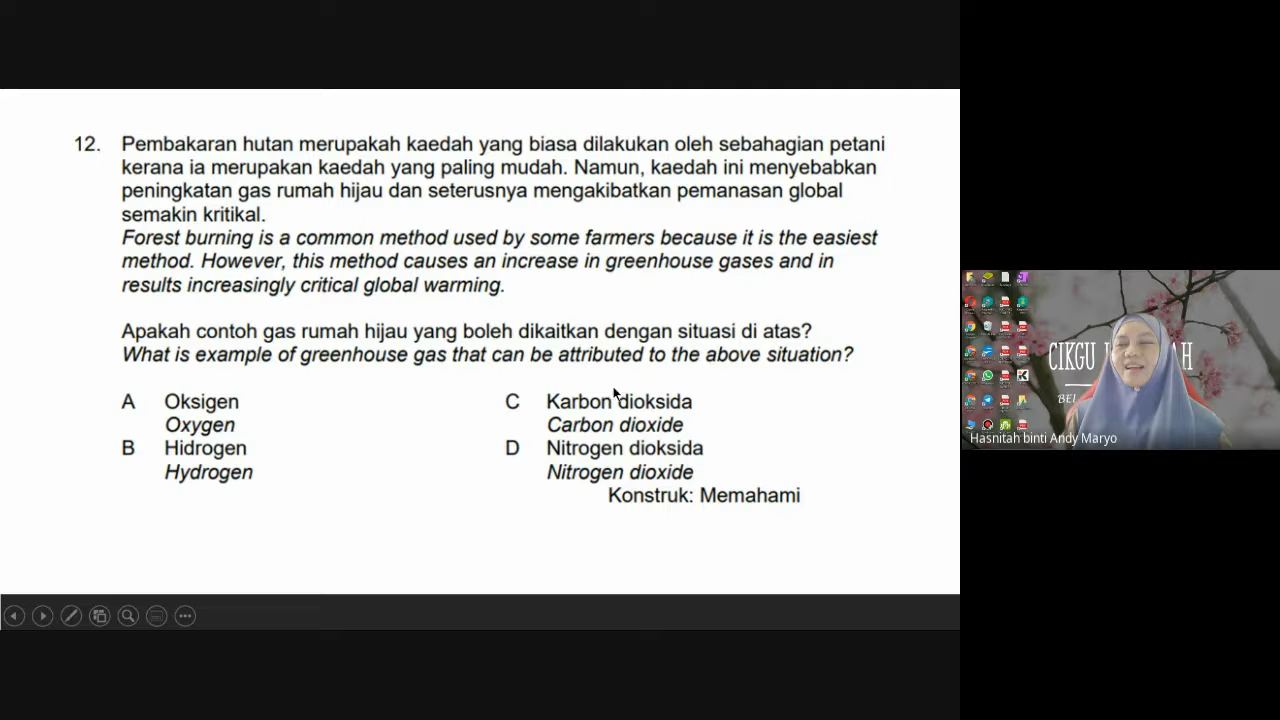 12. Pembakaran hutan merupakah kaedah yang biasa dilakukan oleh sebahagian petani
kerana ia merupakan kaedah yang paling mudah. Namun, kaedah ini menyebabkan
peningkatan gas rumah hijau dan seterusnya mengakibatkan pemanasan global
semakin kritikal.
Forest burning is a common method used by some farmers because it is the easiest
method. However, this method causes an increase in greenhouse gases and in
results increasingly critical global warming.
Apakah contoh gas rumah hijau yang boleh dikaitkan dengan situasi di atas?
What is example of greenhouse gas that can be attributed to the above situation?
A Oksigen
Oxygen
B Hidrogen
Hydrogen
C Karbon dioksida
Carbon dioxide
D Nitrogen dioksida
Nitrogen dioxide
Konstruk: Memahami
CIKGU
BEI
Hasnitah binti Andy Maryo